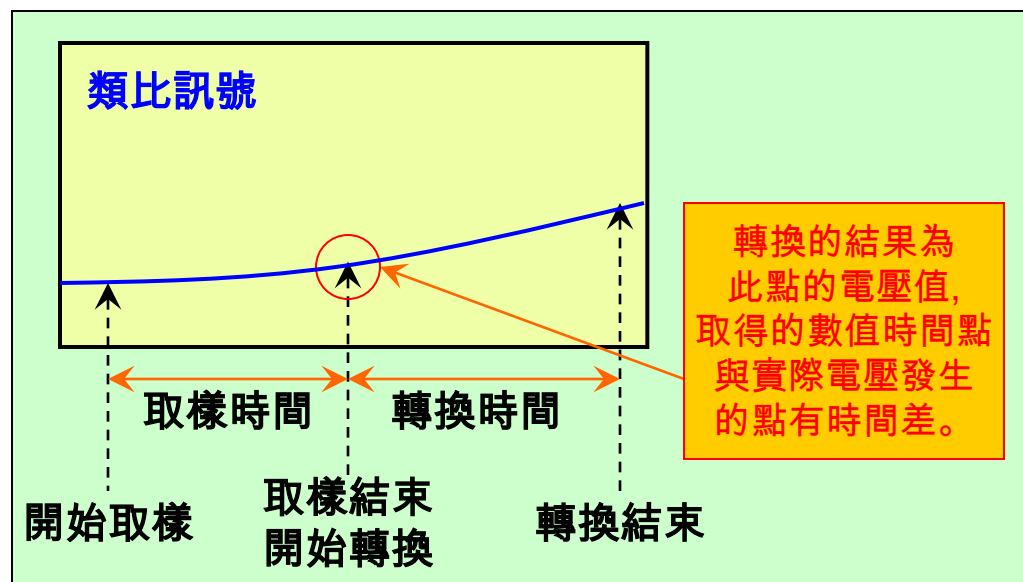 類比訊號
轉換的結果為
此點的電壓值,
取得的數值時間點
與實際電壓發生
的點有時間差。
取樣時間
轉換時間
開始取樣
取樣結束
開始轉換
轉換結束